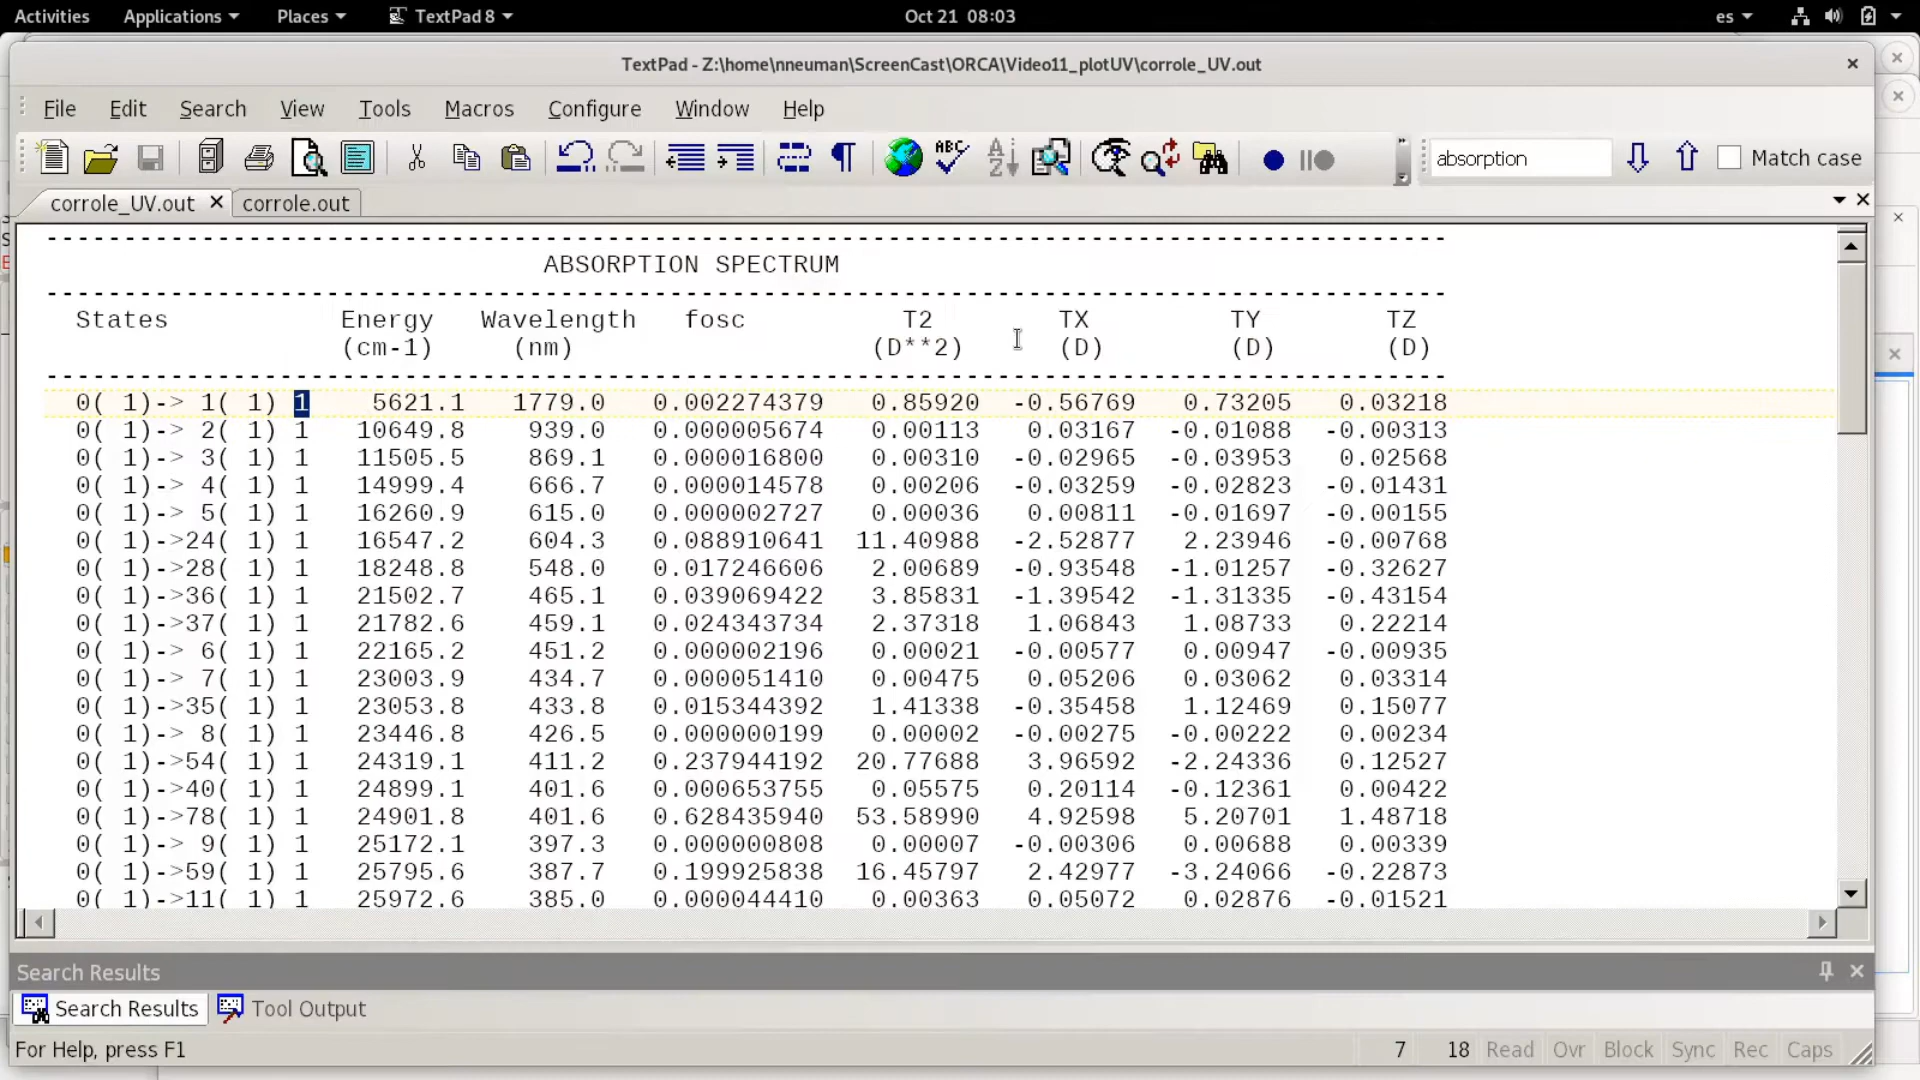 Activities Applications Places TextPad 8 Oct 21 08:03 es
TextPad - Z:\home\nneuman\ScreenCast\ORCA\Video11_plotUV\corrole_UV.out
File Edit Search View Tools Macros Configure Window Help
ABC A Z absorption Match case
corrole_UV.out corrole.out
------------------------------------------------------------------------------------------
ABSORPTION SPECTRUM
------------------------------------------------------------------------------------------
States Energy Wavelength fosc T2 TX TY TZ
(cm-1) (nm) (D**2) (D) (D) (D)
------------------------------------------------------------------------------------------
0( 1)-> 1( 1) 1 5621.1 1779.0 0.002274379 0.85920 -0.56769 0.73205 0.03218
0( 1)-> 2( 1) 1 10649.8 939.0 0.000005674 0.00113 0.03167 -0.01088 -0.00313
0( 1)-> 3( 1) 1 11505.5 869.1 0.000016800 0.00310 -0.02965 -0.03953 0.02568
0( 1)-> 4( 1) 1 14999.4 666.7 0.000014578 0.00206 -0.03259 -0.02823 -0.01431
0( 1)-> 5( 1) 1 16260.9 615.0 0.000002727 0.00036 0.00811 -0.01697 -0.00155
0( 1)->24( 1) 1 16547.2 604.3 0.088910641 11.40988 -2.52877 2.23946 -0.00768
0( 1)->28( 1) 1 18248.8 548.0 0.017246606 2.00689 -0.93548 -1.01257 -0.32627
0( 1)->36( 1) 1 21502.7 465.1 0.039069422 3.85831 -1.39542 -1.31335 -0.43154
0( 1)->37( 1) 1 21782.6 459.1 0.024343734 2.37318 1.06843 1.08733 0.22214
0( 1)-> 6( 1) 1 22165.2 451.2 0.000002196 0.00021 -0.00577 0.00947 -0.00935
0( 1)-> 7( 1) 1 23003.9 434.7 0.000051410 0.00475 0.05206 0.03062 0.03314
0( 1)->35( 1) 1 23053.8 433.8 0.015344392 1.41338 -0.35458 1.12469 0.15077
0( 1)-> 8( 1) 1 23446.8 426.5 0.000000199 0.00002 -0.00275 -0.00222 0.00234
0( 1)->54( 1) 1 24319.1 411.2 0.237944192 20.77688 3.96592 -2.24336 0.12527
0( 1)->40( 1) 1 24899.1 401.6 0.000653755 0.05575 0.20114 -0.12361 0.00422
0( 1)->78( 1) 1 24901.8 401.6 0.628435940 53.58990 4.92598 5.20701 1.48718
0( 1)-> 9( 1) 1 25172.1 397.3 0.000000808 0.00007 -0.00306 0.00688 0.00339
0( 1)->59( 1) 1 25795.6 387.7 0.199925838 16.45797 2.42977 -3.24066 -0.22873
0( 1)->11( 1) 1 25972.6 385.0 0.000044410 0.00363 0.05072 0.02876 -0.01521
Search Results
Search Results Tool Output
For Help, press F1 7 18 Read Ovr Block Sync Rec Caps